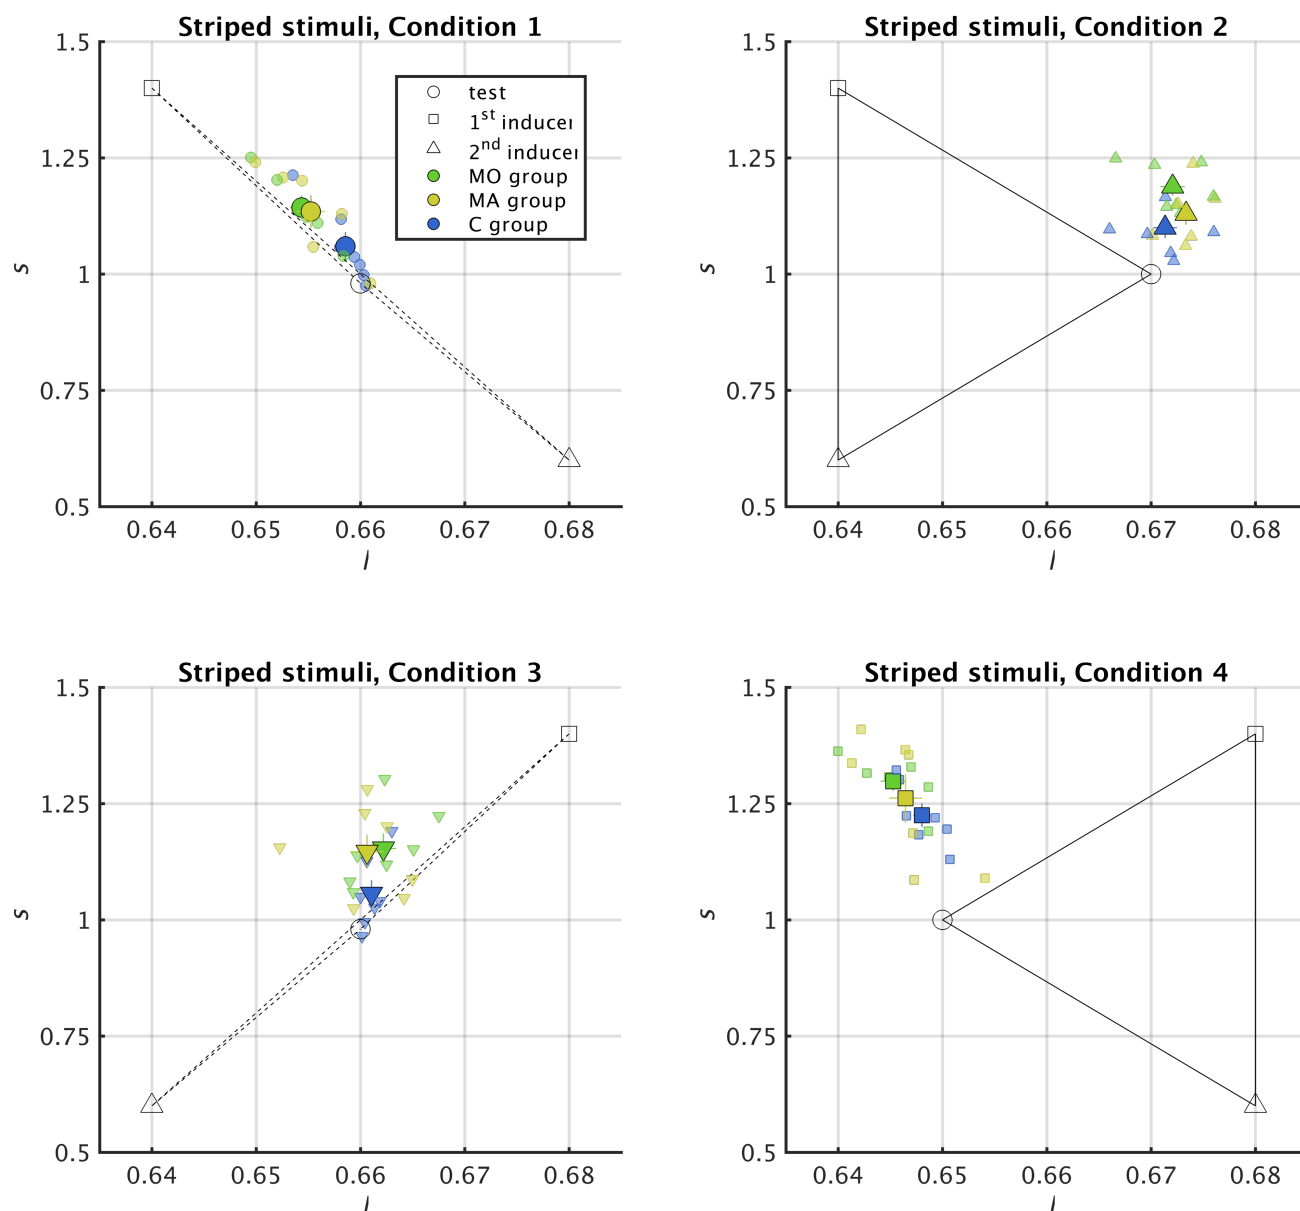 Striped stimuli, Condition 1
1.5
1.25
1
0.75
0.5
s
0.64
0.65
0.66
0.67
0.68
l
test
1st inducer
2nd inducer
MO group
MA group
C group
Striped stimuli, Condition 2
1.5
1.25
1
0.75
0.5
s
0.64
0.65
0.66
0.67
0.68
l
Striped stimuli, Condition 3
1.5
1.25
1
0.75
0.5
s
0.64
0.65
0.66
0.67
0.68
l
Striped stimuli, Condition 4
1.5
1.25
1
0.75
0.5
s
0.64
0.65
0.66
0.67
0.68
l